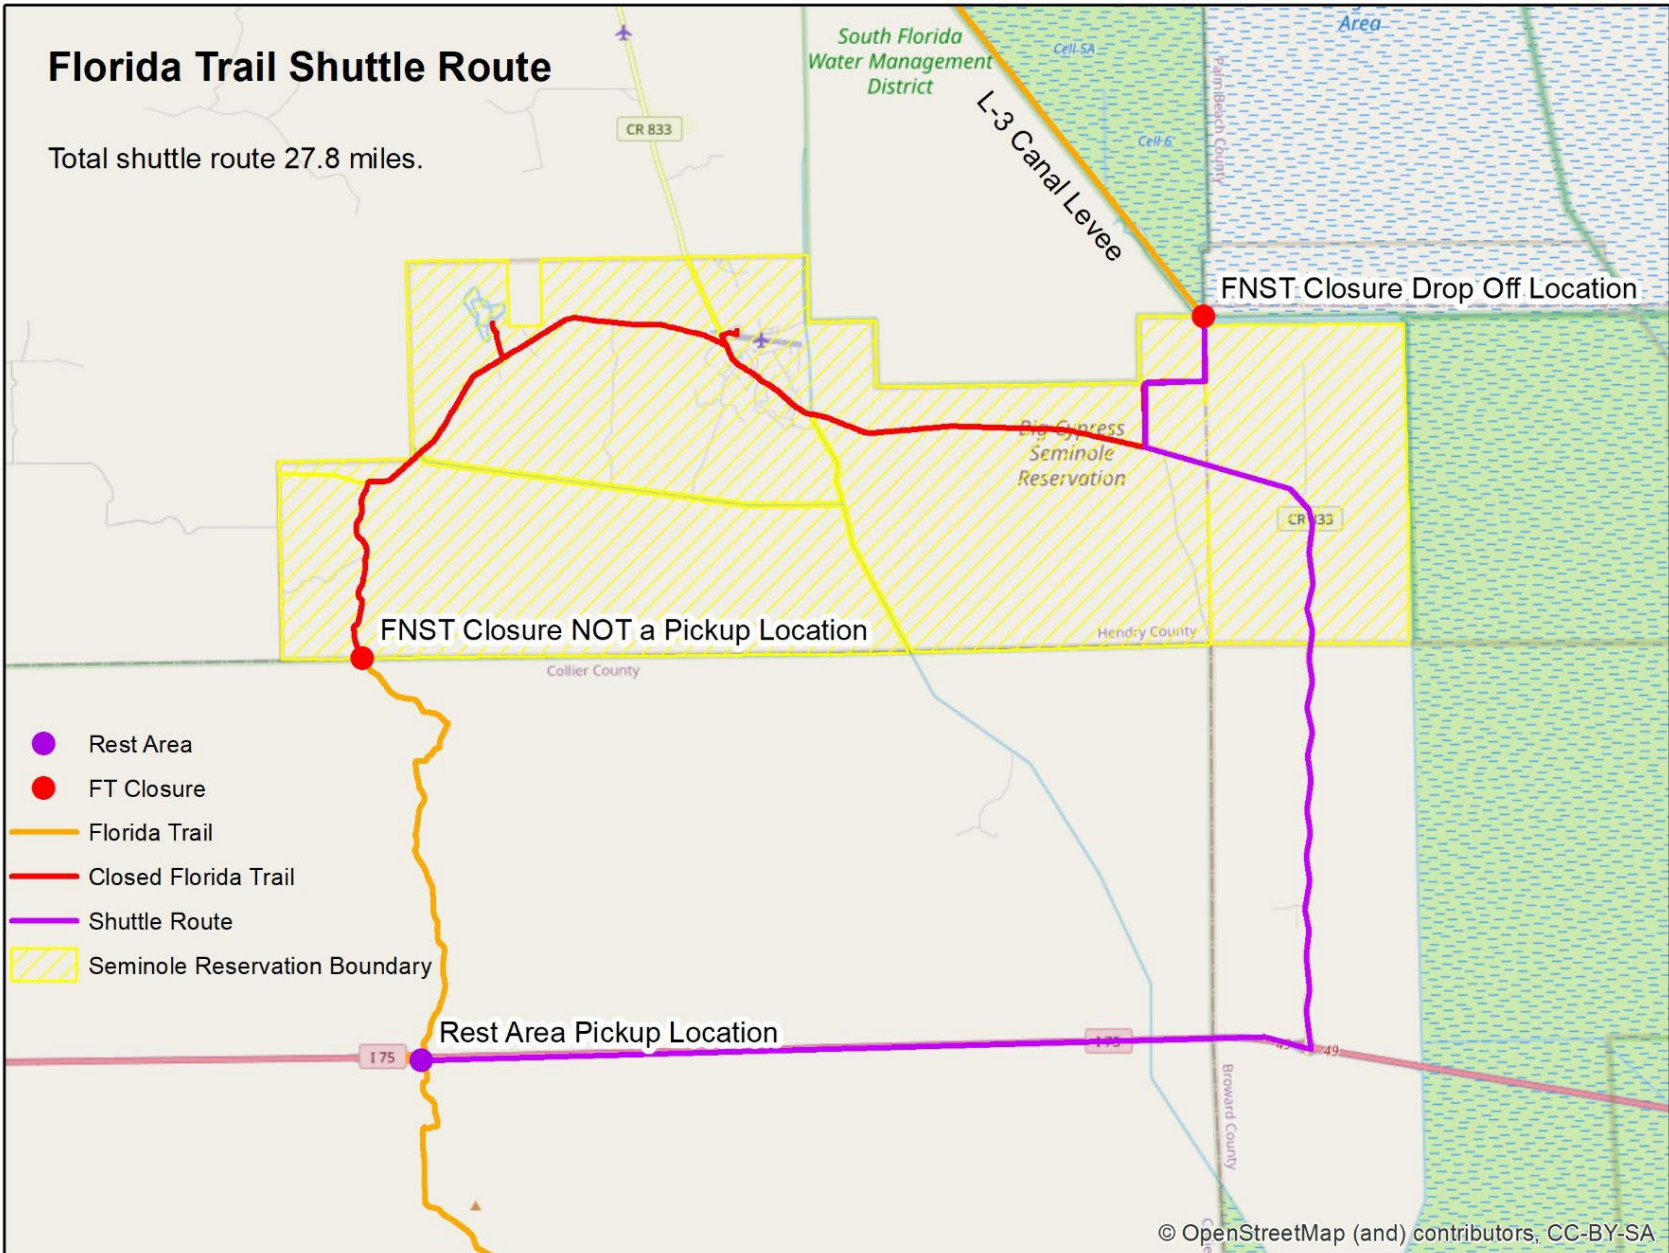 Florida Trail Shuttle Route
Total shuttle route 27.8 miles.
South Florida
Water Management
District
Area
Cell 5A
Cell 6
Palm Beach County
CR 833
L-3 Canal Levee
FNST Closure Drop Off Location
Big Cypress
Seminole
Reservation
CR 833
FNST Closure NOT a Pickup Location
Hendry County
Collier County
Rest Area
FT Closure
Florida Trail
Closed Florida Trail
Shuttle Route
Seminole Reservation Boundary
Rest Area Pickup Location
I 75
I 75
49
49
Broward County
© OpenStreetMap (and) contributors, CC-BY-SA